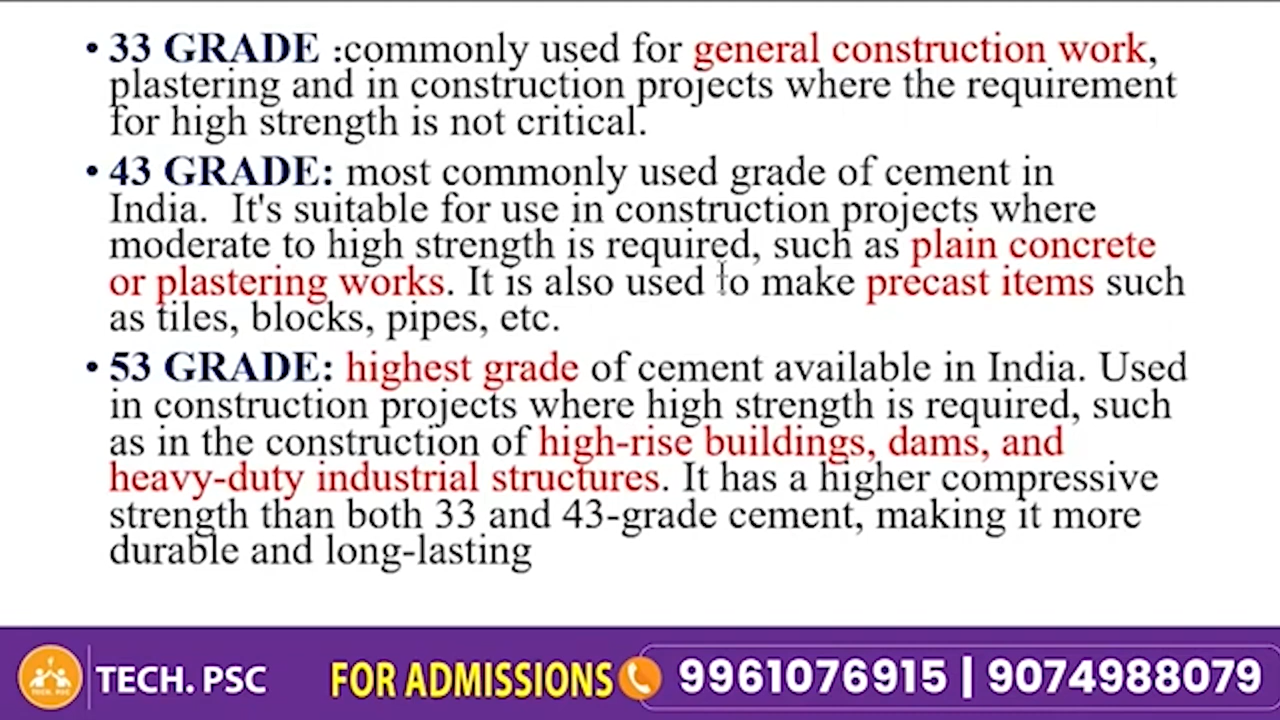 • 33 GRADE :commonly used for general construction work,
plastering and in construction projects where the requirement
for high strength is not critical.
• 43 GRADE: most commonly used grade of cement in
India. It's suitable for use in construction projects where
moderate to high strength is required, such as plain concrete
or plastering works. It is also used to make precast items such
as tiles, blocks, pipes, etc.
• 53 GRADE: highest grade of cement available in India. Used
in construction projects where high strength is required, such
as in the construction of high-rise buildings, dams, and
heavy-duty industrial structures. It has a higher compressive
strength than both 33 and 43-grade cement, making it more
durable and long-lasting
TECH. PSC
TECH. PSC FOR ADMISSIONS 9961076915 | 9074988079